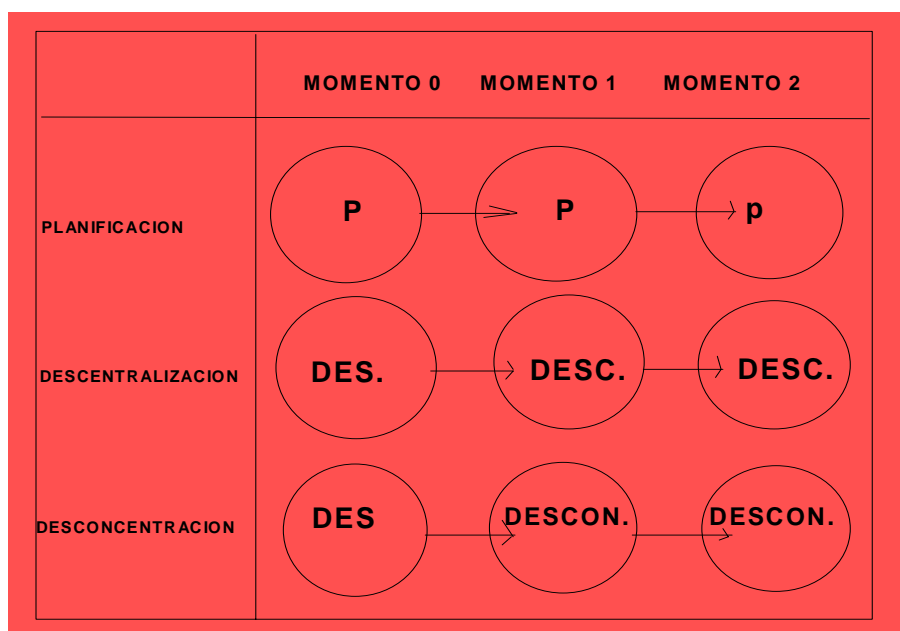 MOMENTO 0 MOMENTO 1 MOMENTO 2
PLANIFICACION P P p
DESCENTRALIZACION DES. DESC. DESC.
DESCONCENTRACION DES DESCON. DESCON.